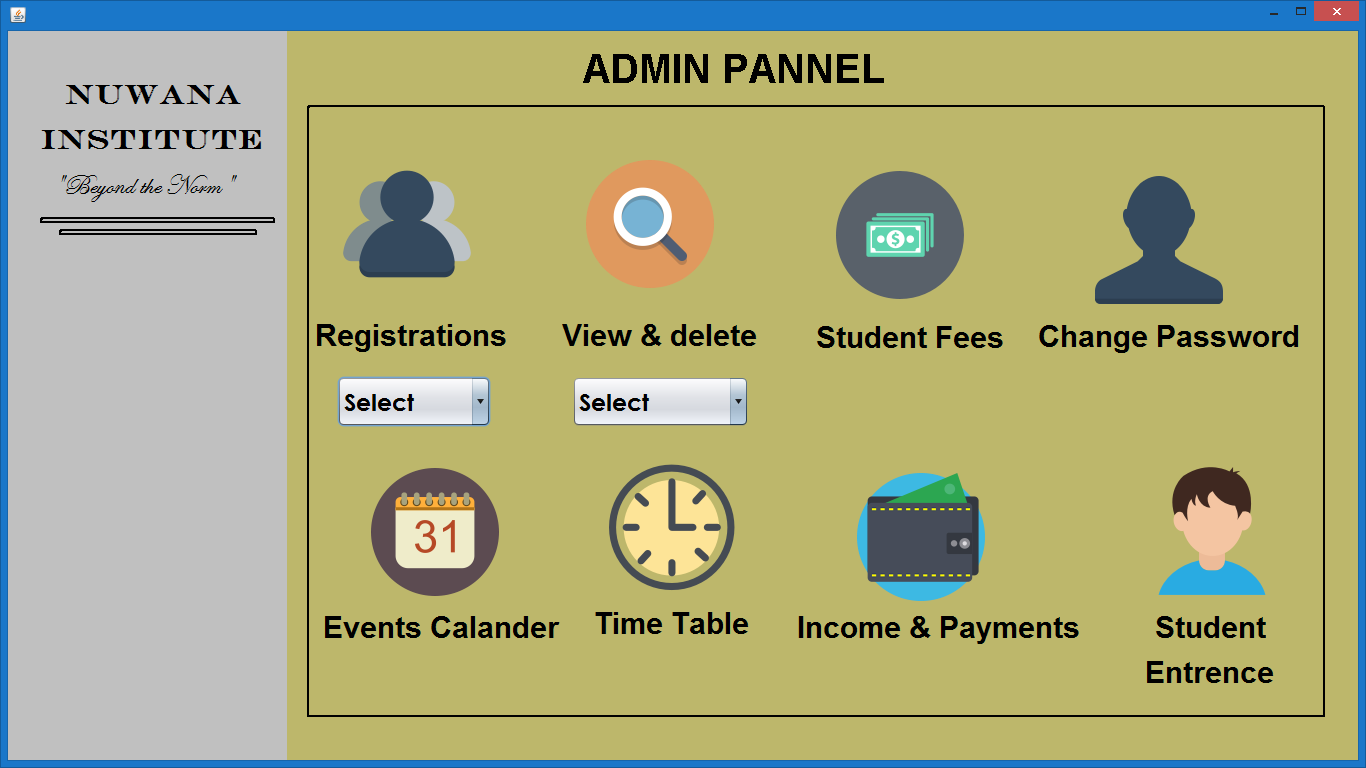 NUWANA
INSTITUTE
"Beyond the Norm "
ADMIN PANNEL
Registrations
View & delete
Student Fees
Change Password
Select
Select
31
Events Calander
Time Table
Income & Payments
Student
Entrence
$